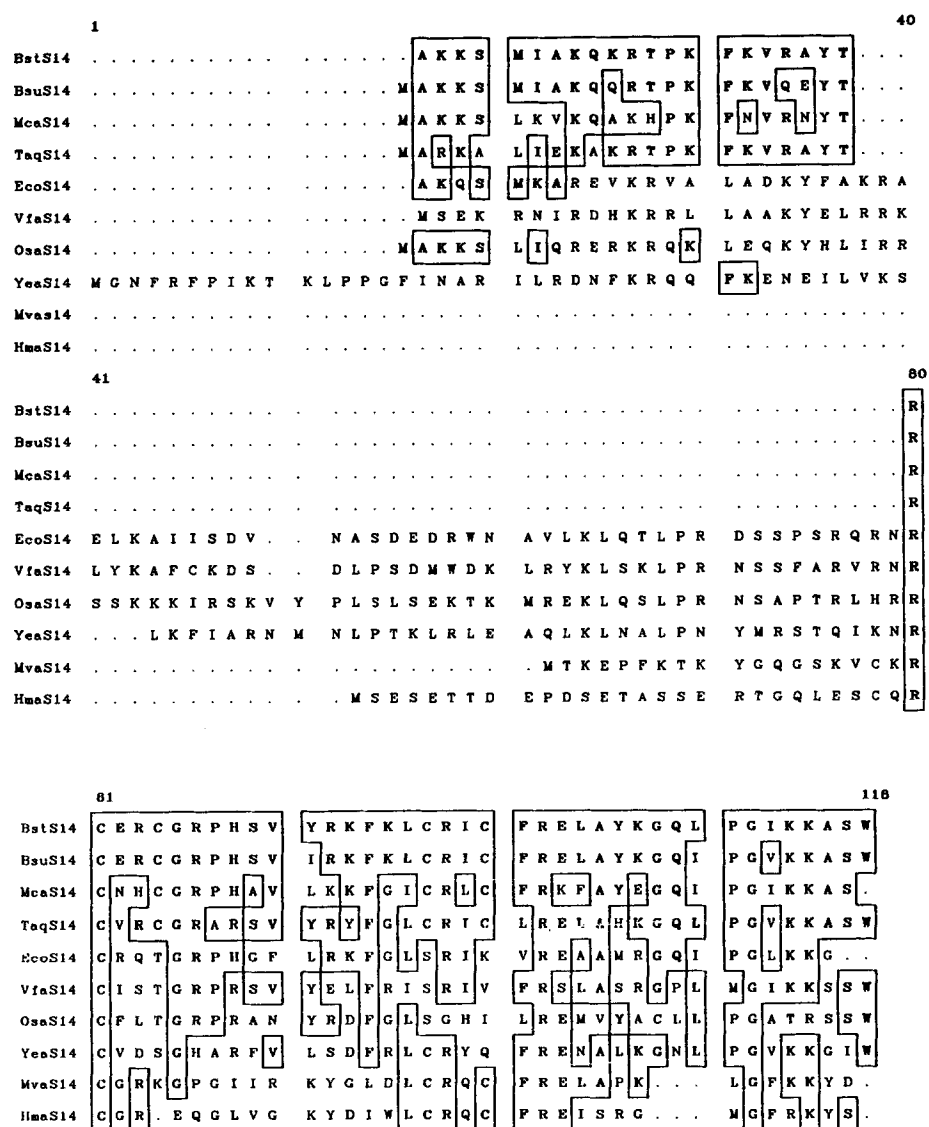 1 40
BstS14 . . . . . . . . . . . . . . . . A K K S M I A K Q K R T P K F K V R A Y T . . .
BsuS14 . . . . . . . . . . . . . . . M A K K S M I A K Q Q R T P K F K V Q E Y T . . .
McaS14 . . . . . . . . . . . . . . . M A K K S L K V K Q A K H P K F N V R N Y T . . .
TaqS14 . . . . . . . . . . . . . . . M A R K A L I E K A K R T P K F K V R A Y T . . .
EcoS14 . . . . . . . . . . . . . . . . A K Q S M K A R E V K R V A L A D K Y F A K R A
VfaS14 . . . . . . . . . . . . . . . . M S E K R N I R D H K R R L L A A K Y E L R R K
OsaS14 . . . . . . . . . . . . . . . M A K K S L I Q R E R K R Q K L E Q K Y H L I R R
YeaS14 M G N F R F P I K T K L P P G F I N A R I L R D N F K R Q Q F K E N E I L V K S
Mvas14 . . . . . . . . . . . . . . . . . . . . . . . . . . . . . . . . . . . . . . . .
HmaS14 . . . . . . . . . . . . . . . . . . . . . . . . . . . . . . . . . . . . . . . .
41 80
BstS14 . . . . . . . . . . . . . . . . . . . . . . . . . . . . . . . . . . . . . . . R
BsuS14 . . . . . . . . . . . . . . . . . . . . . . . . . . . . . . . . . . . . . . . R
McaS14 . . . . . . . . . . . . . . . . . . . . . . . . . . . . . . . . . . . . . . . R
TaqS14 . . . . . . . . . . . . . . . . . . . . . . . . . . . . . . . . . . . . . . . R
EcoS14 E L K A I I S D V . . N A S D E D R W N A V L K L Q T L P R D S S P S R Q R N R
VfaS14 L Y K A F C K D S . . D L P S D M W D K L R Y K L S K L P R N S S F A R V R N R
OsaS14 S S K K K I R S K V Y P L S L S E K T K M R E K L Q S L P R N S A P T R L H R R
YeaS14 . . . L K F I A R N M N L P T K L R L E A Q L K L N A L P N Y M R S T Q I K N R
MvaS14 . . . . . . . . . . . . . . . . . . . . . M T K E P F K T K Y G Q G S K V C K R
HmaS14 . . . . . . . . . . . . M S E S E T T D E P D S E T A S S E R T G Q L E S C Q R
81 118
BstS14 C E R C G R P H S V Y R K F K L C R I C F R E L A Y K G Q L P G I K K A S W
BsuS14 C E R C G R P H S V I R K F K L C R I C F R E L A Y K G Q I P G V K K A S W
McaS14 C N H C G R P H A V L K K F G I C R L C F R K F A Y E G Q I P G I K K A S .
TaqS14 C V R C G R A R S V Y R Y F G L C R I C L R E L A H K G Q L P G V K K A S W
EcoS14 C R Q T G R P H G F L R K F G L S R I K V R E A A M R G Q I P G L K K G . .
VfaS14 C I S T G R P R S V Y E L F R I S R I V F R S L A S R G P L M G I K K S S W
OsaS14 C F L T G R P R A N Y R D F G L S G H I L R E M V Y A C L L P G A T R S S W
YeaS14 C V D S G H A R F V L S D F R L C R Y Q F R E N A L K G N L P G V K K G I W
MvaS14 C G R K G P G I I R K Y G L D L C R Q C F R E L A P K . . . L G F K K Y D .
HmaS14 C G R . E Q G L V G K Y D I W L C R Q C F R E I S R G . . . M G F R K Y S .